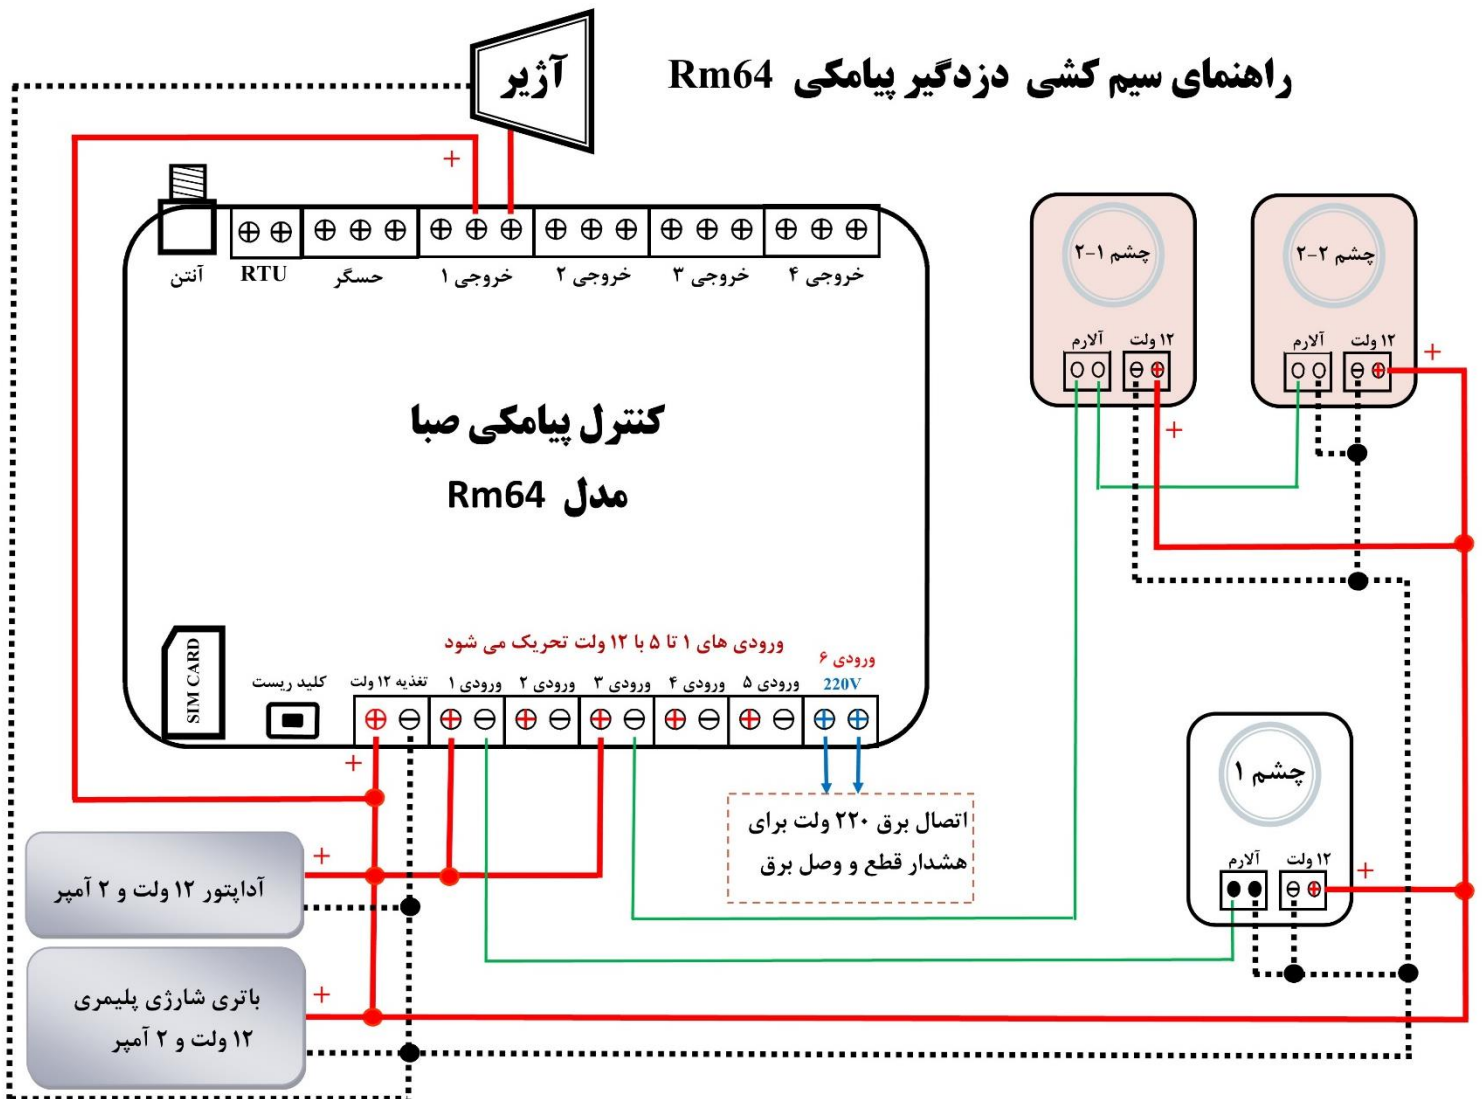 راهنمای سیم کشی دزدگیر پیامکی Rm64
آژیر
+
آنتن
RTU
حسگر
خروجی ۱
خروجی ۲
خروجی ۳
خروجی ۴
کنترل پیامکی صبا
مدل Rm64
ورودی های ۱ تا ۵ با ۱۲ ولت تحریک می شود
SIM CARD
کلید ریست
تغذیه ۱۲ ولت
ورودی ۱
ورودی ۲
ورودی ۳
ورودی ۴
ورودی ۵
ورودی ۶
220V
+
اتصال برق ۲۲۰ ولت برای
هشدار قطع و وصل برق
آداپتور ۱۲ ولت و ۲ آمپر
+
باتری شارژی پلیمری
۱۲ ولت و ۲ آمپر
+
چشم ۱-۲
آلارم
۱۲ ولت
+
چشم ۲-۲
آلارم
۱۲ ولت
+
چشم ۱
آلارم
۱۲ ولت
+